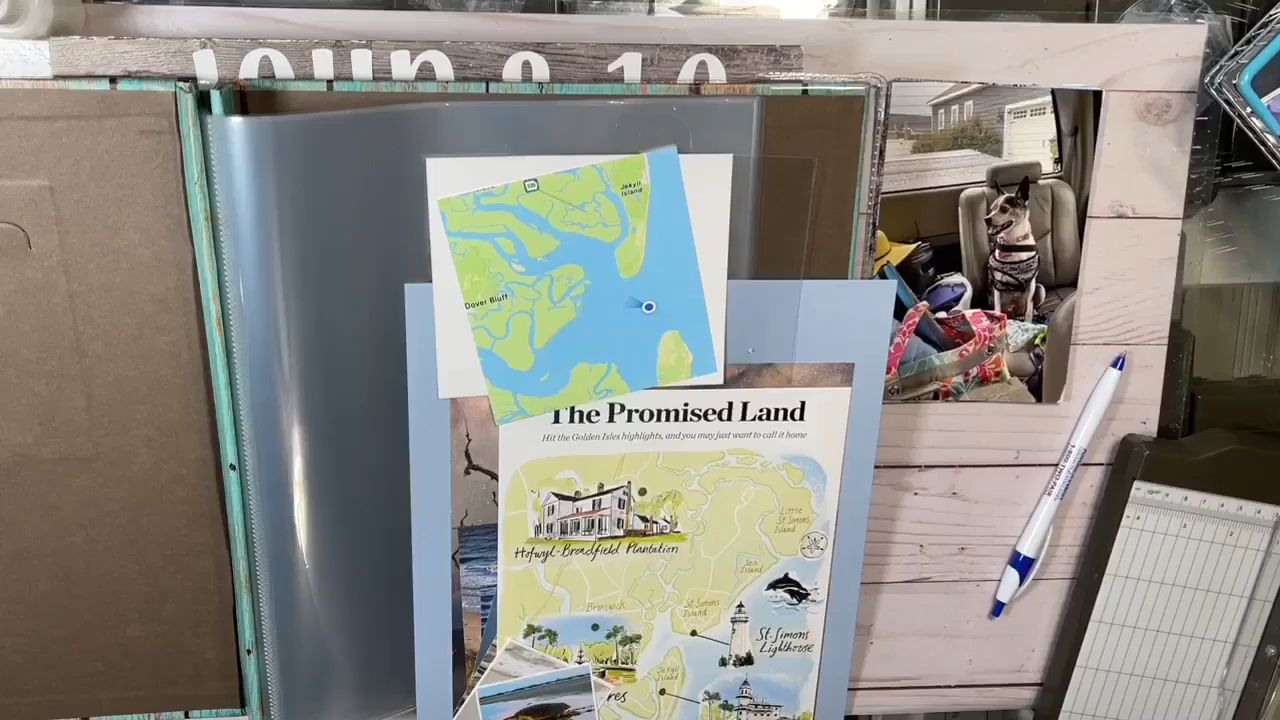 Jekyll
Island
Dover Bluff
The Promised Land
Hit the Golden Isles highlights, and you may just want to call it home
Hofwyl-Broadfield Plantation
Little
St. Simons
Island
Sea
Island
Brunswick
St. Simons
Island
St. Simons
Lighthouse
Jekyll
Island
res